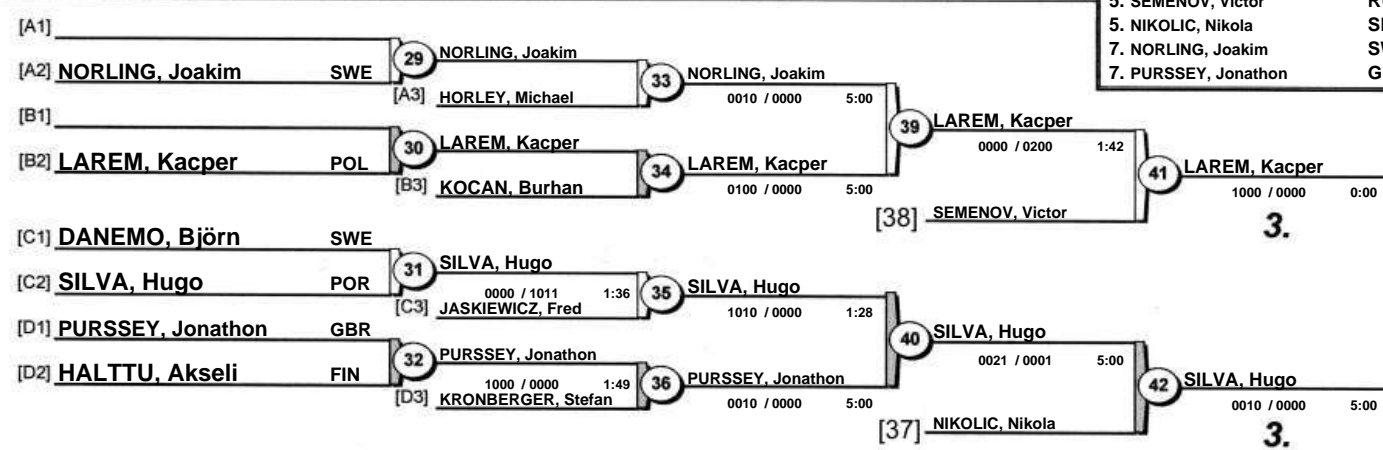 5. SEMENOV, Victor
5. NIKOLIC, Nikola
7. NORLING, Joakim
7. PURSSEY, Jonathon
[A1]
[A2] NORLING, Joakim SWE
29
NORLING, Joakim
[A3] HORLEY, Michael
33
NORLING, Joakim
0010 / 0000 5:00
[B1]
[B2] LAREM, Kacper POL
30
LAREM, Kacper
[B3] KOCAN, Burhan
34
LAREM, Kacper
0100 / 0000 5:00
39
LAREM, Kacper
0000 / 0200 1:42
[38] SEMENOV, Victor
41
LAREM, Kacper
1000 / 0000 0:00
3.
[C1] DANEMO, Björn SWE
[C2] SILVA, Hugo POR
31
SILVA, Hugo
0000 / 1011 1:36
[C3] JASKIEWICZ, Fred
35
SILVA, Hugo
1010 / 0000 1:28
[D1] PURSSEY, Jonathon GBR
[D2] HALTTU, Akseli FIN
32
PURSSEY, Jonathon
1000 / 0000 1:49
[D3] KRONBERGER, Stefan
36
PURSSEY, Jonathon
0010 / 0000 5:00
40
SILVA, Hugo
0021 / 0001 5:00
[37] NIKOLIC, Nikola
42
SILVA, Hugo
0010 / 0000 5:00
3.